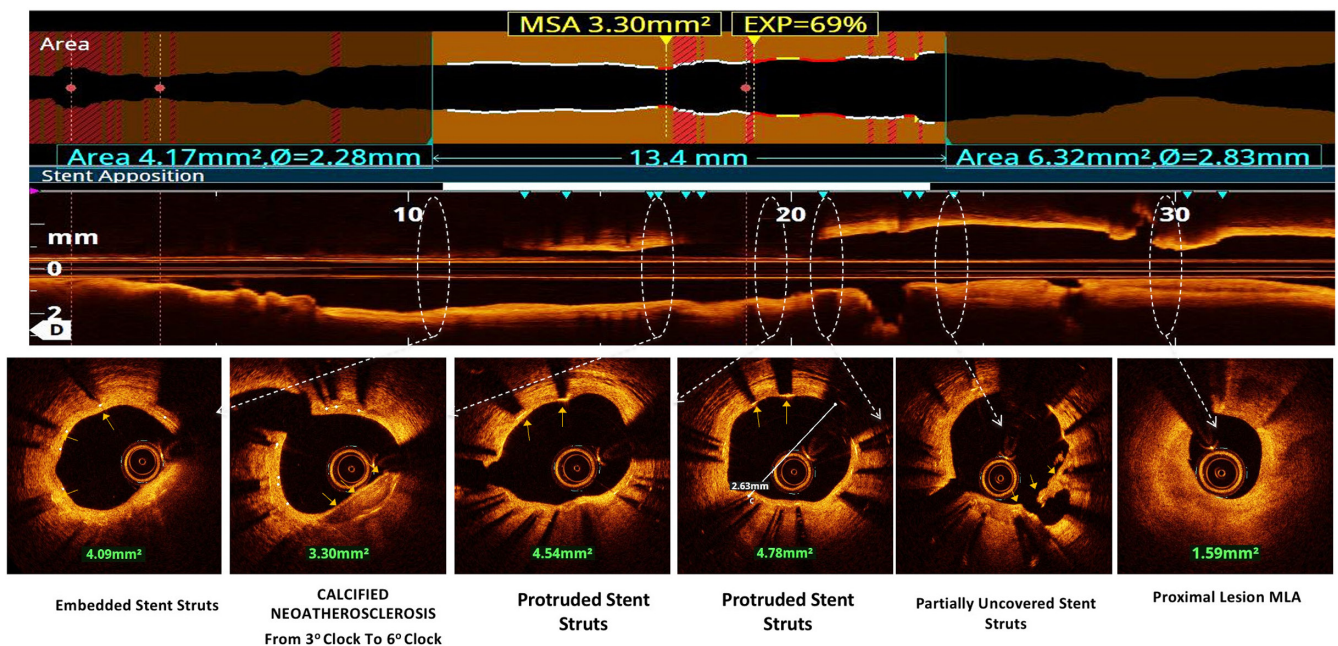 MSA 3.30mm² EXP=69%
Area
Area 4.17mm²,Ø=2.28mm 13.4 mm Area 6.32mm²,Ø=2.83mm
Stent Apposition
10 20 30
mm
0
2
D
2.63mm
c
4.09mm² 3.30mm² 4.54mm² 4.78mm² 1.59mm²
Embedded Stent Struts
CALCIFIED
NEOATHEROSCLEROSIS
From 3º Clock To 6º Clock
Protruded Stent
Struts
Protruded Stent
Struts
Partially Uncovered Stent
Struts
Proximal Lesion MLA